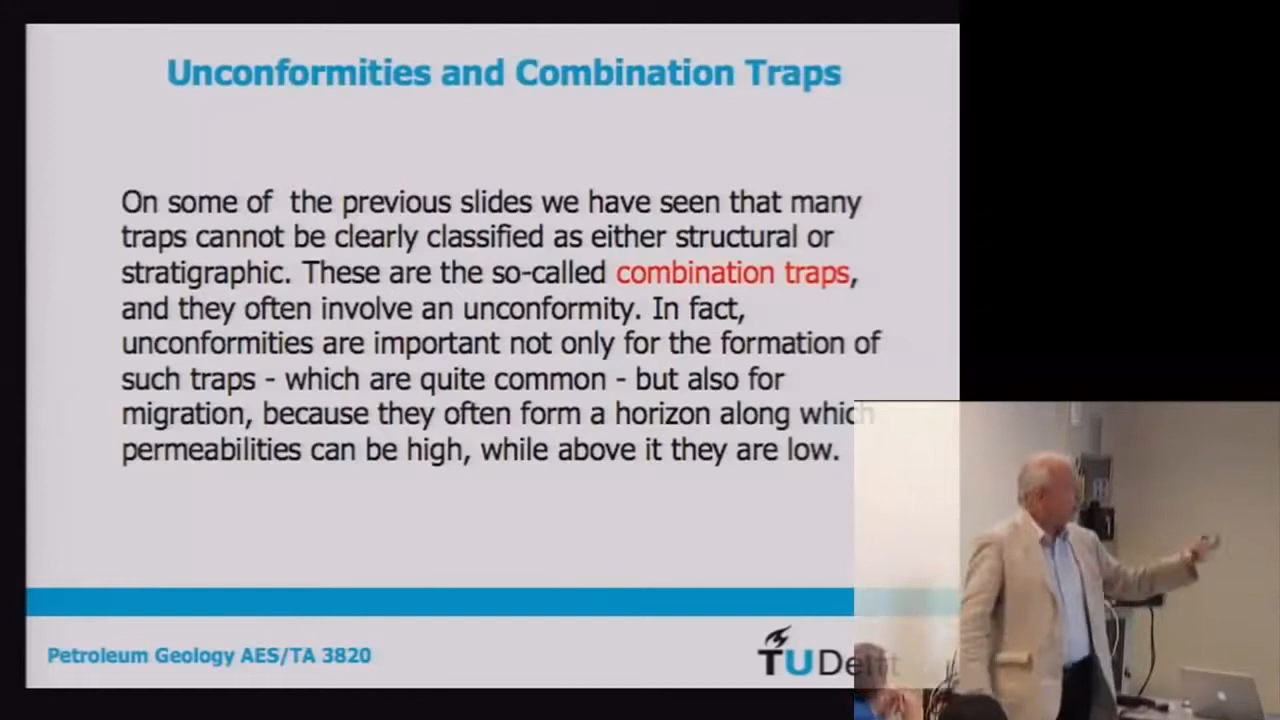 Unconformities and Combination Traps
On some of the previous slides we have seen that many
traps cannot be clearly classified as either structural or
stratigraphic. These are the so-called combination traps,
and they often involve an unconformity. In fact,
unconformities are important not only for the formation of
such traps - which are quite common - but also for
migration, because they often form a horizon along which
permeabilities can be high, while above it they are low.
Petroleum Geology AES/TA 3820
TU Delft